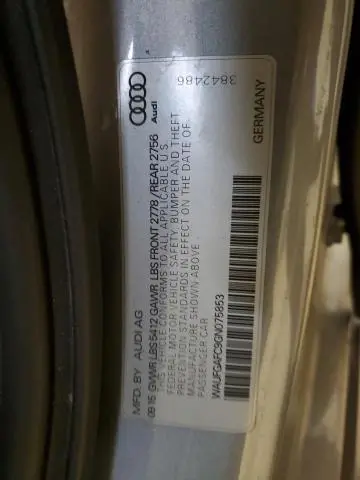 MFD. BY AUDI AG
09.15 GVWR LBS 5412 GAWR LBS FRONT 2778 / REAR 2756
THIS VEHICLE CONFORMS TO ALL APPLICABLE U.S.
FEDERAL MOTOR VEHICLE SAFETY, BUMPER AND THEFT
PREVENTION STANDARDS IN EFFECT ON THE DATE OF
MANUFACTURE SHOWN ABOVE.
PASSENGER CAR
WAUFGAFC9GN075853
GERMANY
Audi
3842486